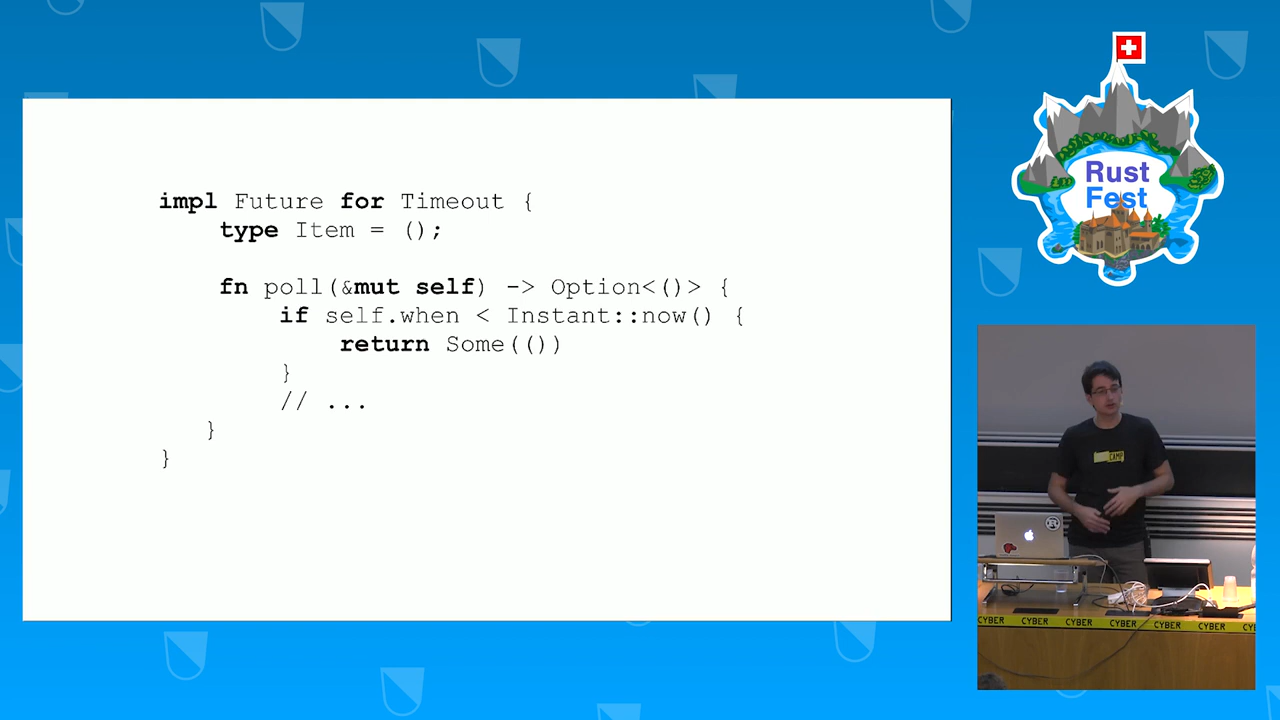 impl Future for Timeout {
    type Item = ();
    fn poll(&mut self) -> Option<()> {
        if self.when < Instant::now() {
            return Some(())
        }
        // ...
    }
}
Rust
Fest
CAMP
CYBER CYBER CYBER CYBER CYBER CYBER CY